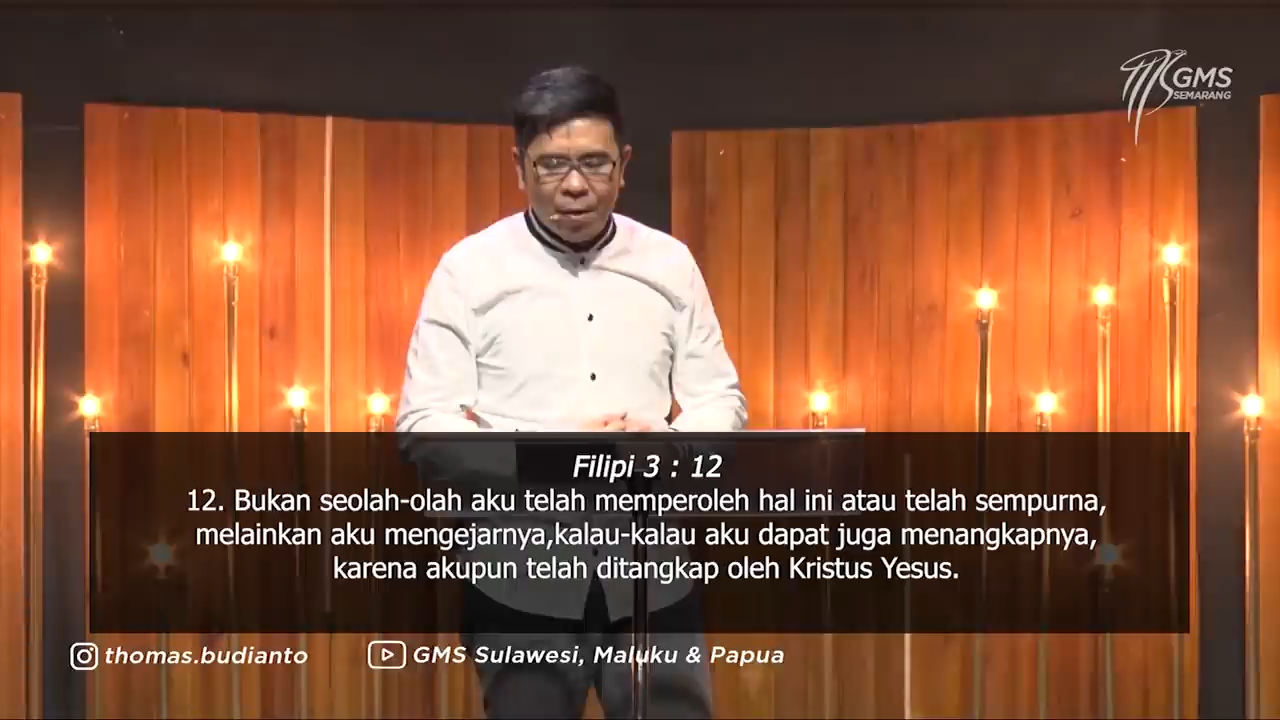 GMS
SEMARANG
Filipi 3 : 12
12. Bukan seolah-olah aku telah memperoleh hal ini atau telah sempurna,
melainkan aku mengejarnya,kalau-kalau aku dapat juga menangkapnya,
karena akupun telah ditangkap oleh Kristus Yesus.
thomas.budianto
GMS Sulawesi, Maluku & Papua